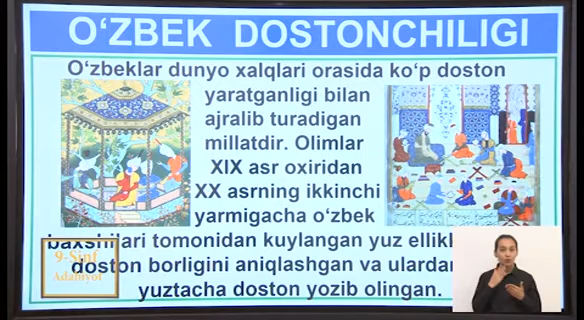 O‘ZBEK DOSTONCHILIGI
O‘zbeklar dunyo xalqlari orasida ko‘p doston
yaratganligi bilan
ajralib turadigan
millatdir. Olimlar
XIX asr oxiridan
XX asrning ikkinchi
yarmigacha o‘zbek
baxshilari tomonidan kuylangan yuz ellik
doston borligini aniqlashgan va ulardan
yuztacha doston yozib olingan.
9-Sinf
Adabiyot